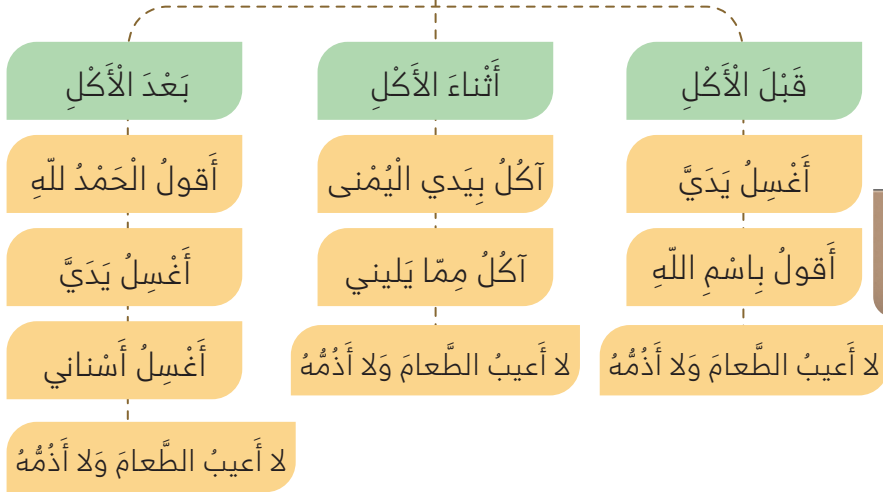 قَبْلَ الْأَكْلِ
أَغْسِلُ يَدَيَّ
أَقولُ بِاسْمِ اللّهِ
لا أَعيبُ الطَّعامَ وَلا أَذُمُّهُ
أَثْناءَ الأَكْلِ
آكُلُ بِيَدي الْيُمْنى
آكُلُ مِمّا يَليني
لا أَعيبُ الطَّعامَ وَلا أَذُمُّهُ
بَعْدَ الْأَكْلِ
أَقولُ الْحَمْدُ للّهِ
أَغْسِلُ يَدَيَّ
أَغْسِلُ أَسْناني
لا أَعيبُ الطَّعامَ وَلا أَذُمُّهُ